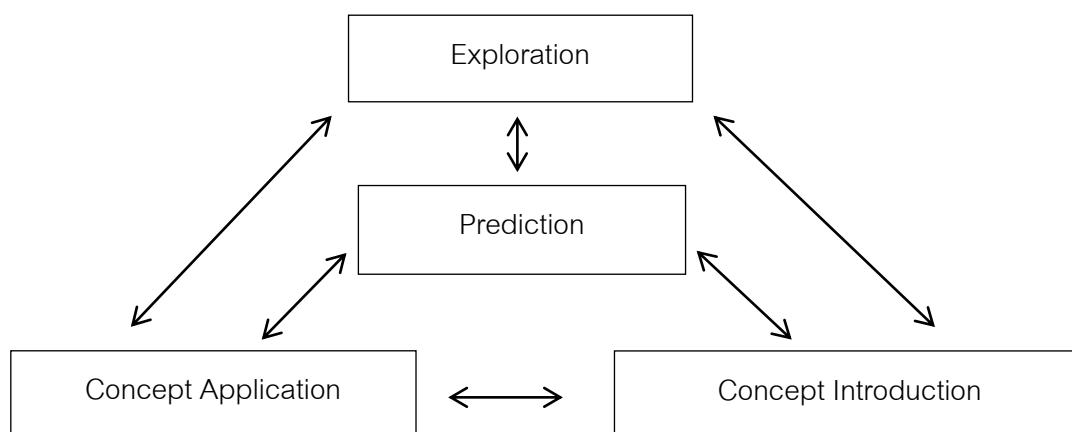 Exploration
Prediction
Concept Application
Concept Introduction